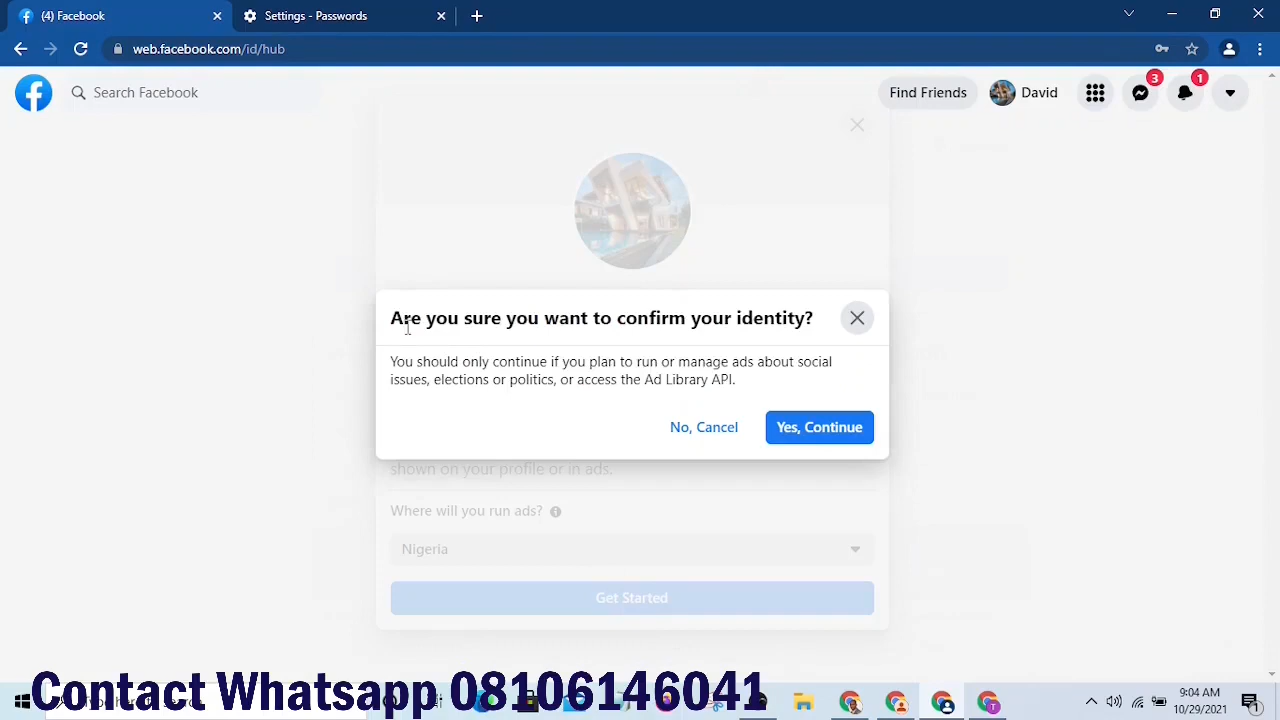 (4) Facebook
Settings - Passwords
web.facebook.com/id/hub
Search Facebook
Find Friends
David
3
1
Are you sure you want to confirm your identity?
You should only continue if you plan to run or manage ads about social
issues, elections or politics, or access the Ad Library API.
No, Cancel
Yes, Continue
shown on your profile or in ads.
Where will you run ads?
Nigeria
Get Started
Contact Whatsapp 08106146041
9:04 AM
10/29/2021
1